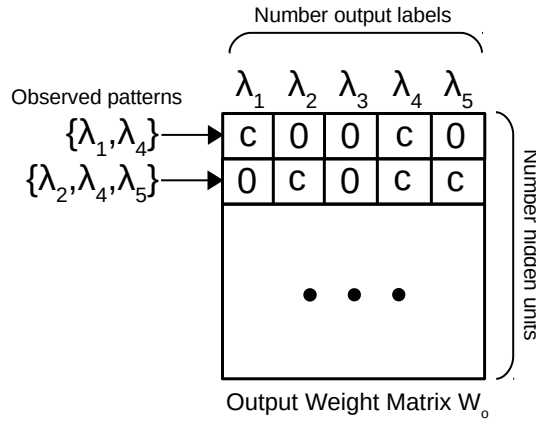 Number output labels
λ₁ λ₂ λ₃ λ₄ λ₅
Observed patterns
{λ₁,λ₄} c 0 0 c 0
{λ₂,λ₄,λ₅} 0 c 0 c c
Number hidden units
Output Weight Matrix Wₒ